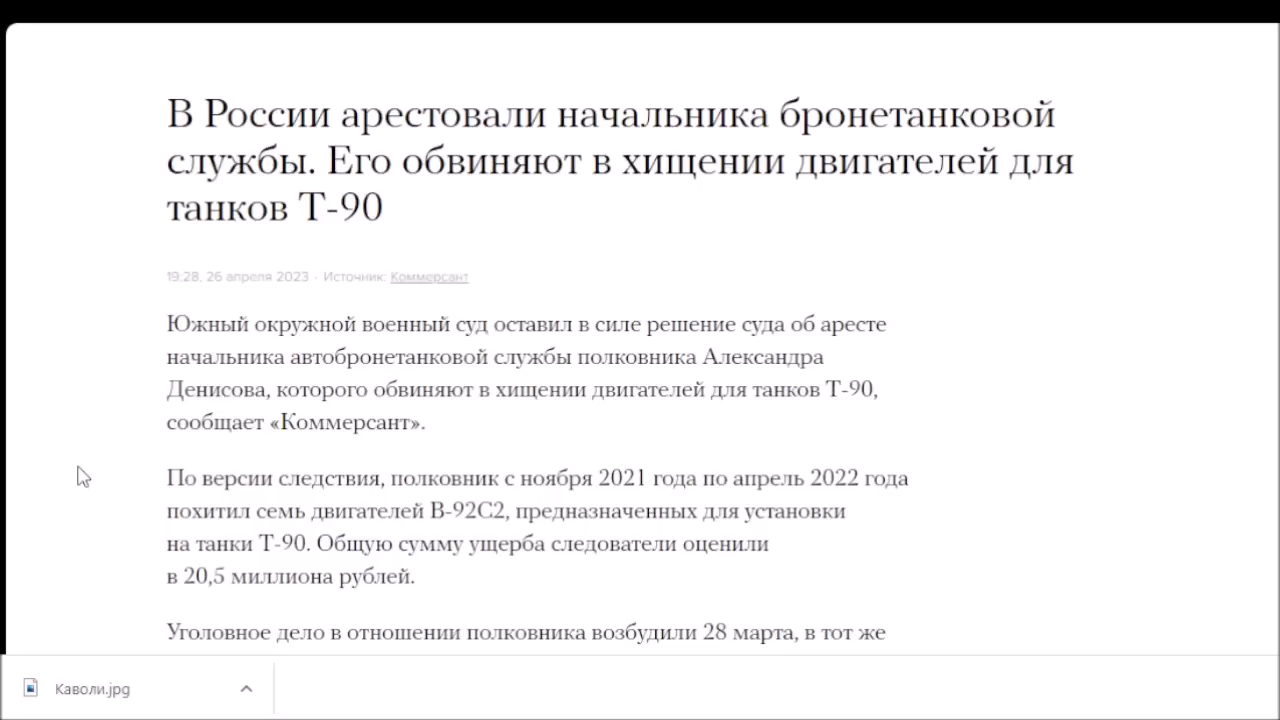 В России арестовали начальника бронетанковой
службы. Его обвиняют в хищении двигателей для
танков Т-90
19:28, 26 апреля 2023 · Источник: Коммерсант
Южный окружной военный суд оставил в силе решение суда об аресте
начальника автобронетанковой службы полковника Александра
Денисова, которого обвиняют в хищении двигателей для танков Т-90,
сообщает «Коммерсант».
По версии следствия, полковник с ноября 2021 года по апрель 2022 года
похитил семь двигателей В-92С2, предназначенных для установки
на танки Т-90. Общую сумму ущерба следователи оценили
в 20,5 миллиона рублей.
Уголовное дело в отношении полковника возбудили 28 марта, в тот же
Каволи.jpg